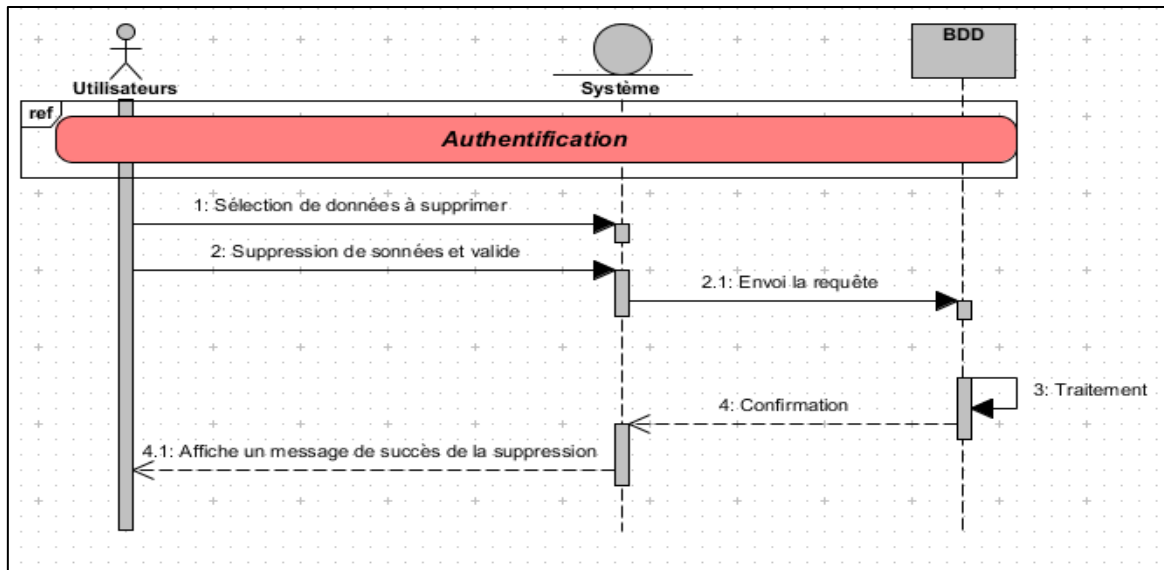 BDD
Utilisateurs
Système
ref
Authentification
1: Sélection de données à supprimer
2: Suppression de sonnées et valide
2.1: Envoi la requête
3: Traitement
4: Confirmation
4.1: Affiche un message de succès de la suppression